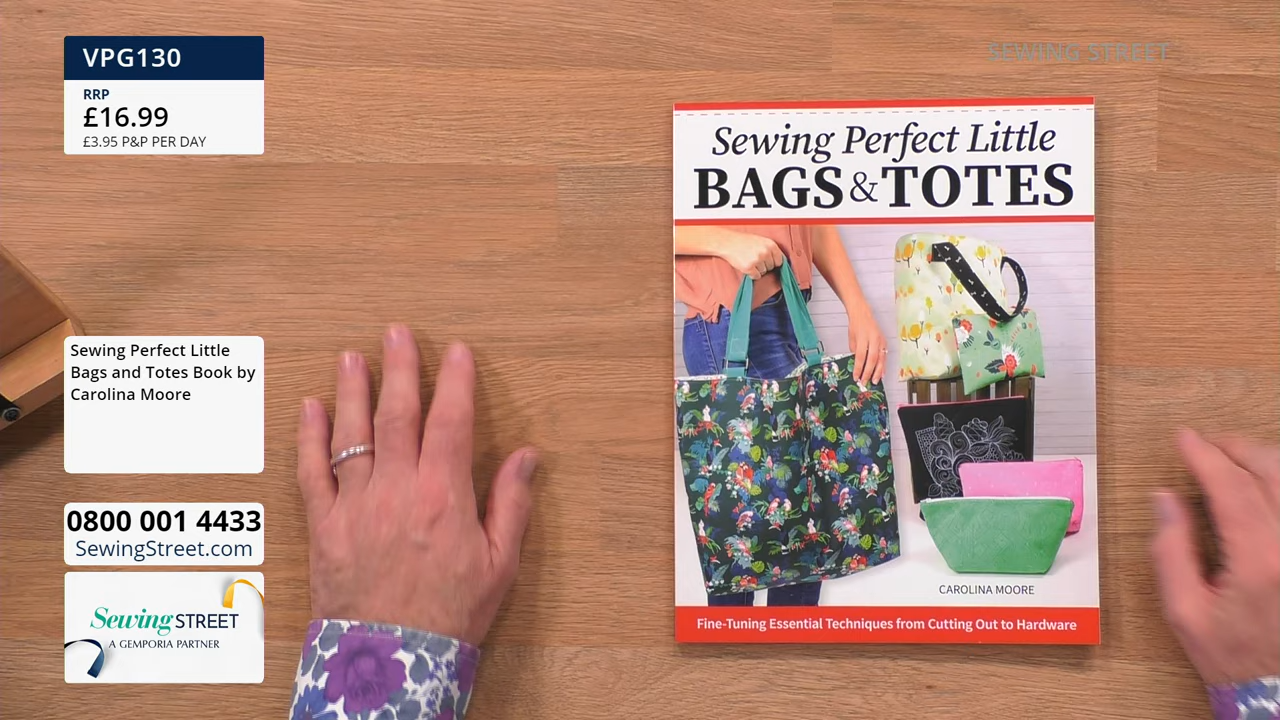 VPG130
RRP
£16.99
£3.95 P&P PER DAY
SEWING STREET
Sewing Perfect Little
BAGS & TOTES
CAROLINA MOORE
Fine-Tuning Essential Techniques from Cutting Out to Hardware
Sewing Perfect Little
Bags and Totes Book by
Carolina Moore
0800 001 4433
SewingStreet.com
Sewing STREET
A GEMPORIA PARTNER